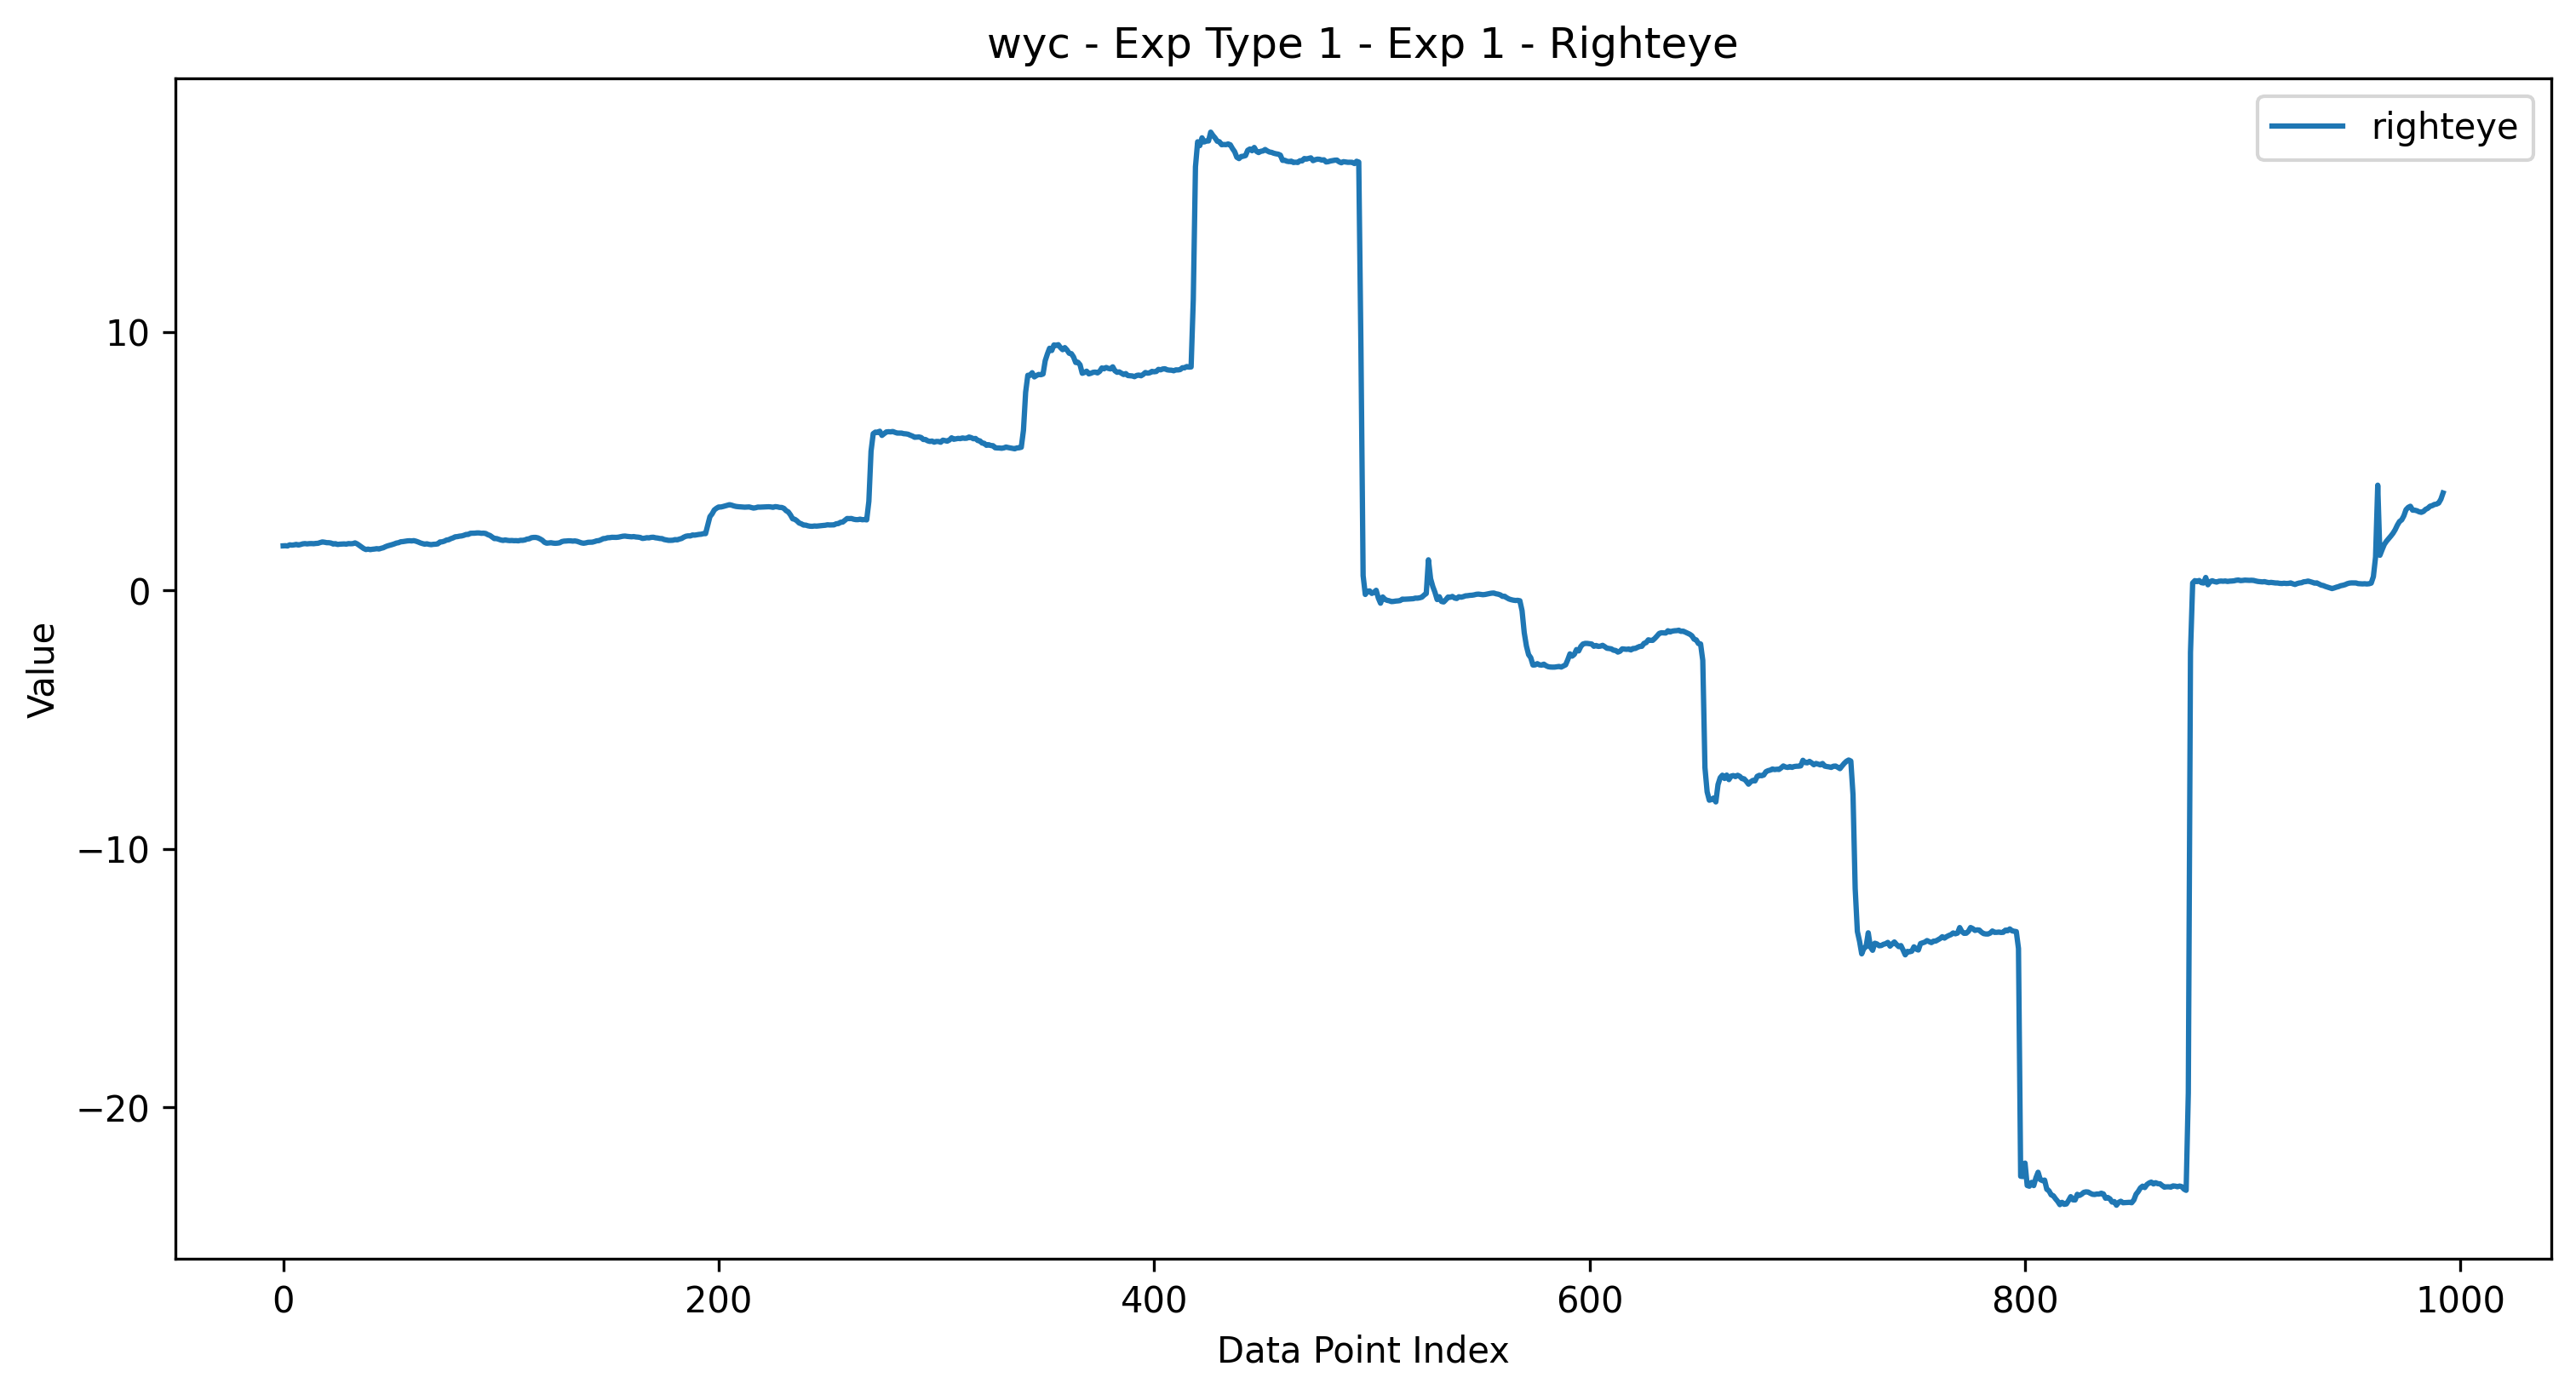 wyc - Exp Type 1 - Exp 1 - Righteye
righteye
10
0
−10
−20
Value
0 200 400 600 800 1000
Data Point Index